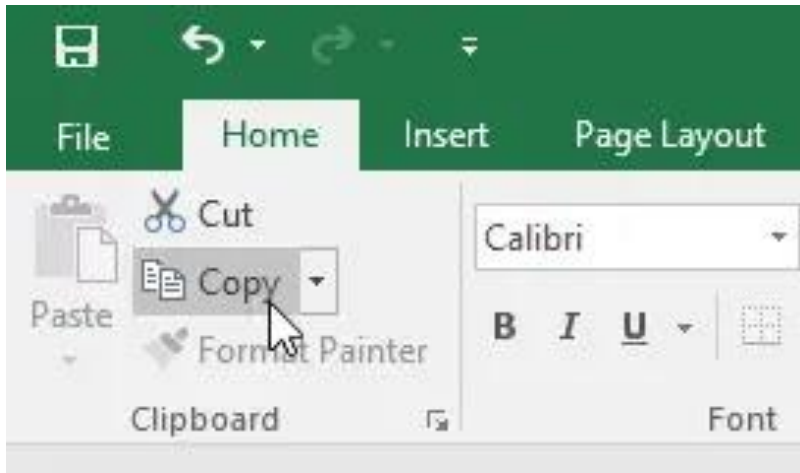 File Home Insert Page Layout
Cut
Calibri
Copy
Paste
B I U
Format Painter
Clipboard
Font